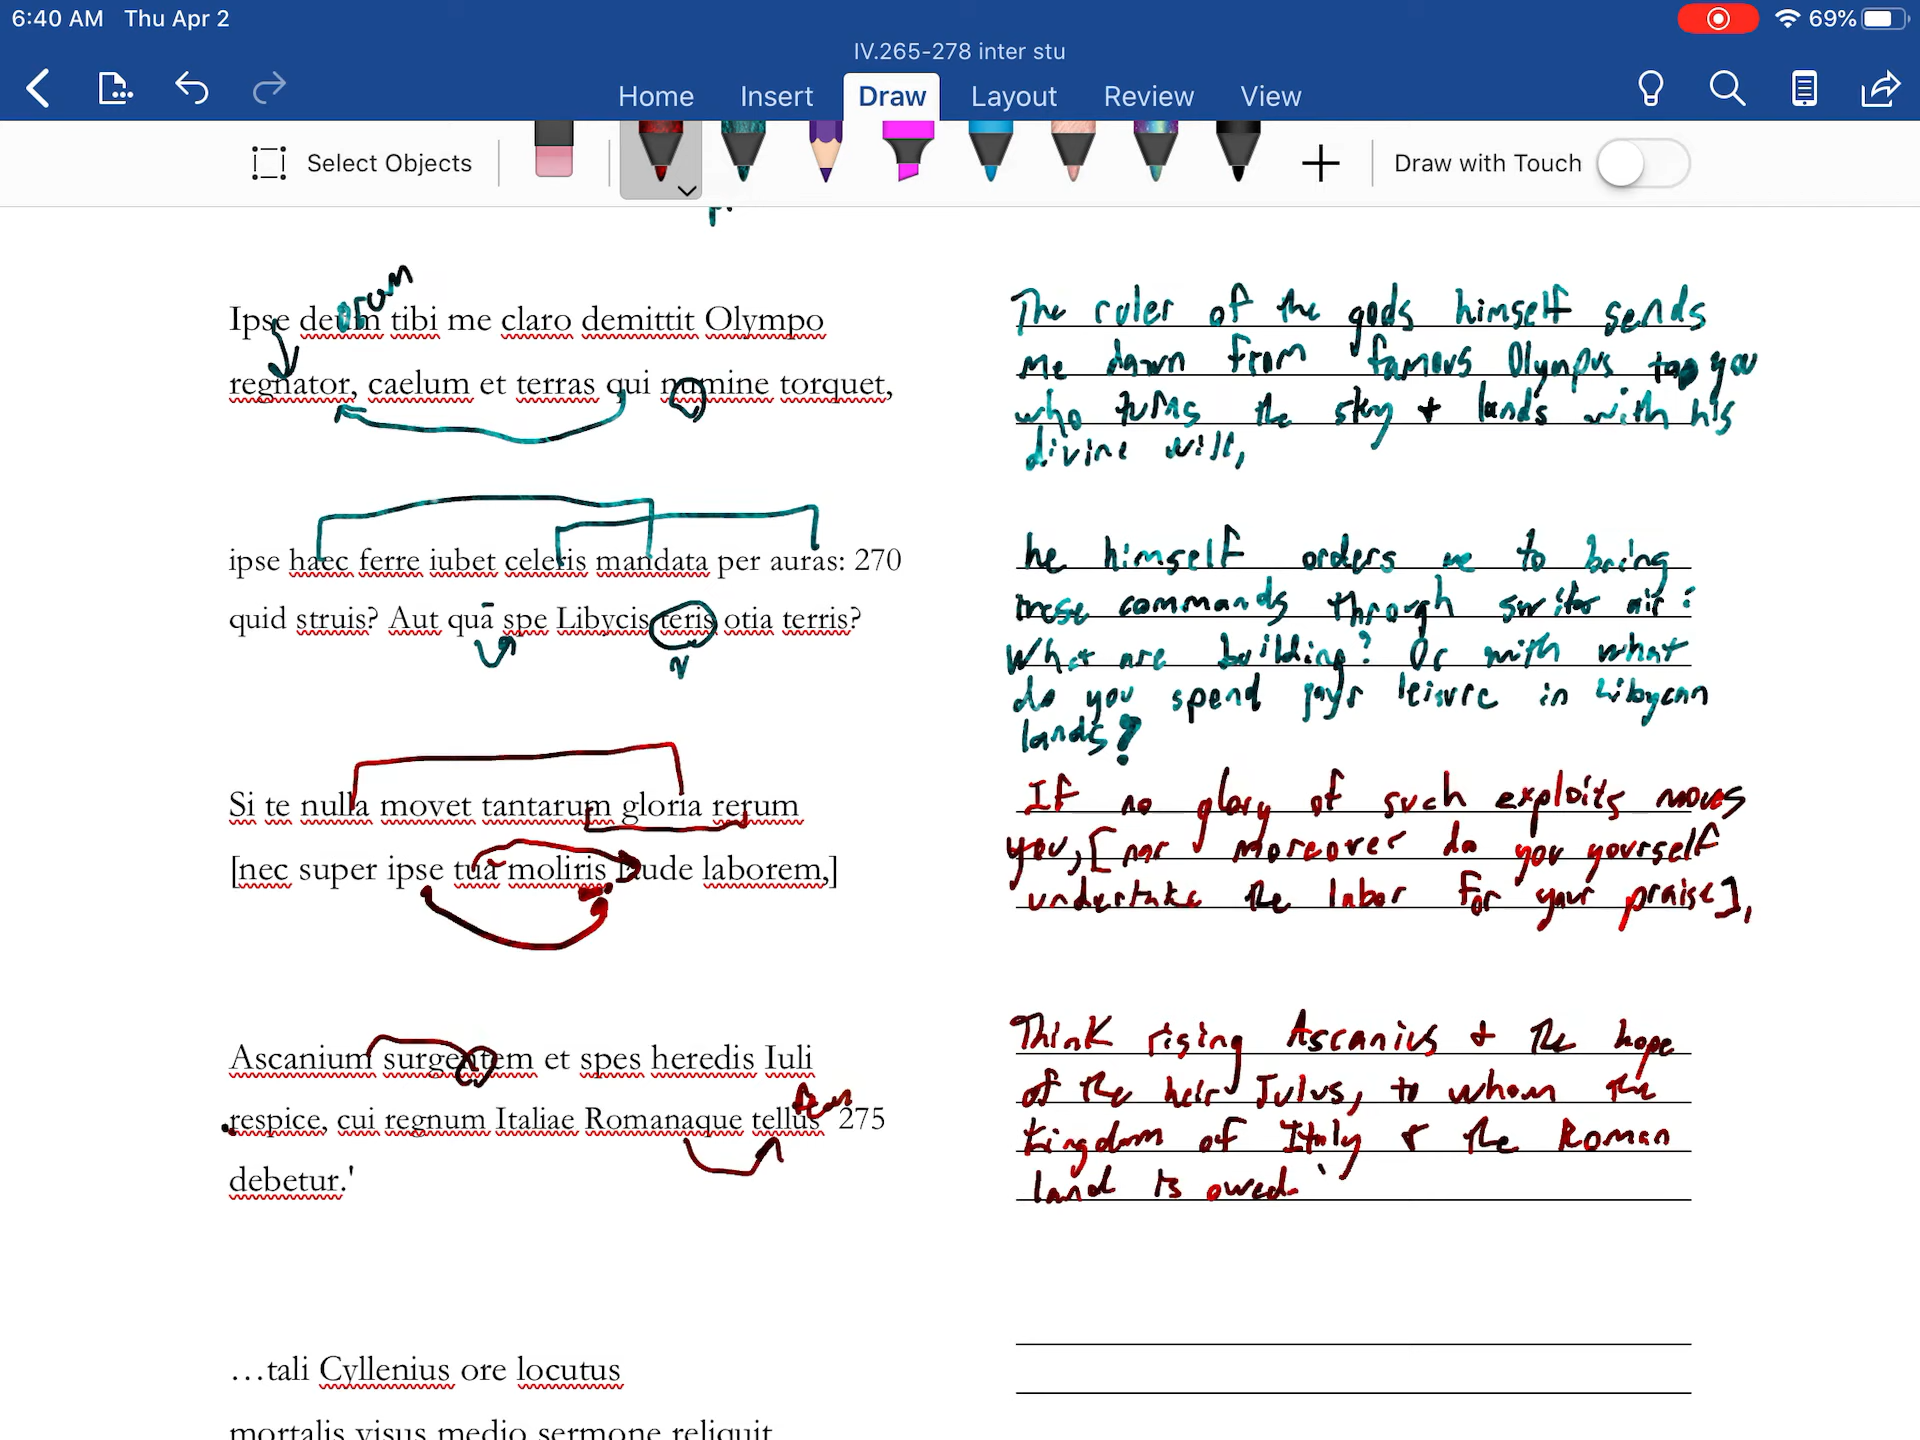 6:40 AM Thu Apr 2
69%
IV.265-278 inter stu
Home Insert Draw Layout Review View
Select Objects
Draw with Touch
orum
Ipse deum tibi me claro demittit Olympo
regnator, caelum et terras qui numine torquet,
The ruler of the gods himself sends
me down from famous Olympus to you
who turns the sky + lands with his
divine will,
ipse haec ferre iubet celeris mandata per auras: 270
quid struis? Aut quā spe Libycis teris otia terris?
he himself orders me to bring
these commands through air:
What are building? Or with what
do you spend leisure in Libycan
lands?
Si te nulla movet tantarum gloria rerum
[nec super ipse tuā moliris laude laborem,]
If no glory of such exploits moves
you, [nor moreover do you yourself
undertake the labor for your praise],
Ascanium surgentem et spes heredis Iuli
respice, cui regnum Italiae Romanaque tellus 275
debetur.'
Think rising Ascanius + the hope
of the heir Iulus, to whom the
kingdom of Italy + the Roman
land is owed.'
…tali Cyllenius ore locutus
mortalis visus medio sermone reliquit